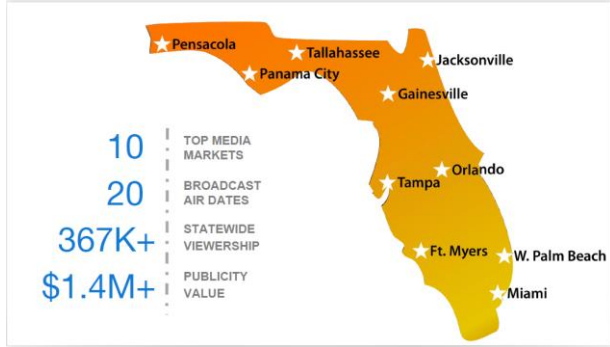 Pensacola
Tallahassee
Jacksonville
Panama City
Gainesville
10 TOP MEDIA
MARKETS
20 BROADCAST
AIR DATES
367K+ STATEWIDE
VIEWERSHIP
$1.4M+ PUBLICITY
VALUE
Orlando
Tampa
Ft. Myers
W. Palm Beach
Miami